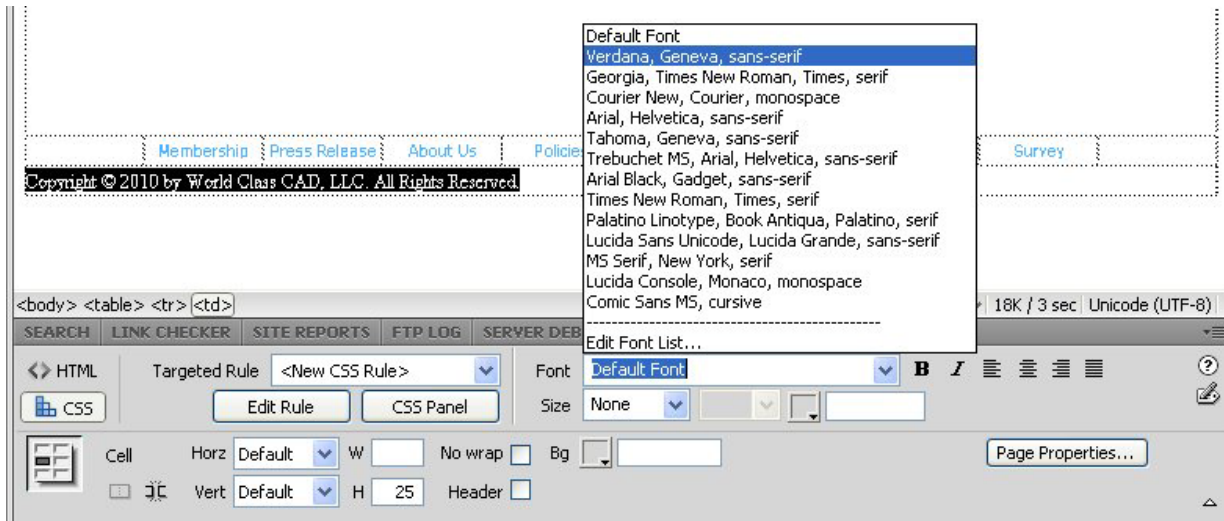 Default Font
Verdana, Geneva, sans-serif
Georgia, Times New Roman, Times, serif
Courier New, Courier, monospace
Arial, Helvetica, sans-serif
Tahoma, Geneva, sans-serif
Trebuchet MS, Arial, Helvetica, sans-serif
Arial Black, Gadget, sans-serif
Times New Roman, Times, serif
Palatino Linotype, Book Antiqua, Palatino, serif
Lucida Sans Unicode, Lucida Grande, sans-serif
MS Serif, New York, serif
Lucida Console, Monaco, monospace
Comic Sans MS, cursive
Edit Font List...
Membership Press Release About Us Policies Survey
Copyright © 2010 by World Class CAD, LLC. All Rights Reserved.
<body> <table> <tr> <td> 18K / 3 sec Unicode (UTF-8)
SEARCH LINK CHECKER SITE REPORTS FTP LOG SERVER DEB
<> HTML Targeted Rule <New CSS Rule> Font Default Font B I
CSS Edit Rule CSS Panel Size None
Cell Horz Default W No wrap Bg Page Properties...
Vert Default H 25 Header